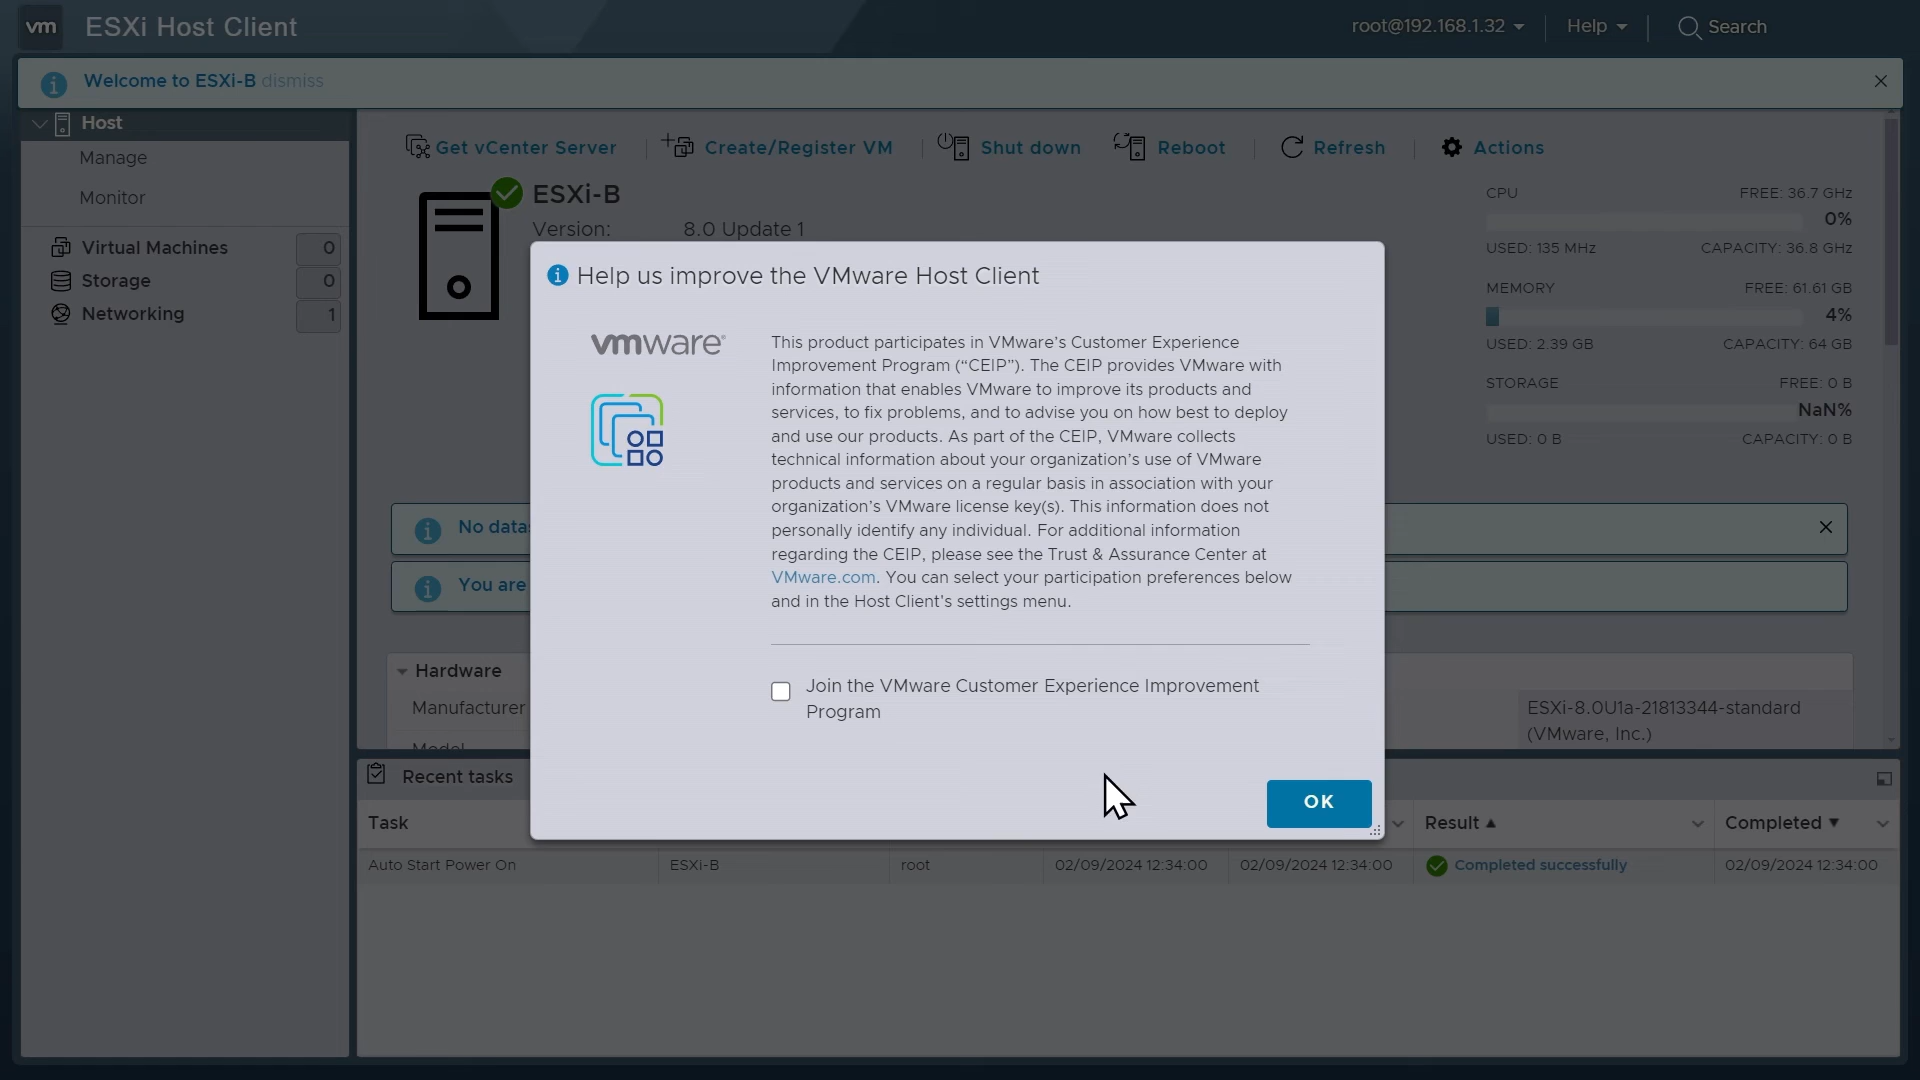 vm ESXi Host Client
root@192.168.1.32 Help Search
Welcome to ESXi-B dismiss
Host
Manage
Monitor
Virtual Machines 0
Storage 0
Networking 1
Get vCenter Server Create/Register VM Shut down Reboot Refresh Actions
ESXi-B
Version: 8.0 Update 1
CPU FREE: 36.7 GHz
0%
USED: 135 MHz CAPACITY: 36.8 GHz
MEMORY FREE: 61.61 GB
4%
USED: 2.39 GB CAPACITY: 64 GB
STORAGE FREE: 0 B
NaN%
USED: 0 B CAPACITY: 0 B
Help us improve the VMware Host Client
vmware®
This product participates in VMware's Customer Experience
Improvement Program (“CEIP”). The CEIP provides VMware with
information that enables VMware to improve its products and
services, to fix problems, and to advise you on how best to deploy
and use our products. As part of the CEIP, VMware collects
technical information about your organization's use of VMware
products and services on a regular basis in association with your
organization's VMware license key(s). This information does not
personally identify any individual. For additional information
regarding the CEIP, please see the Trust & Assurance Center at
VMware.com. You can select your participation preferences below
and in the Host Client's settings menu.
Join the VMware Customer Experience Improvement
Program
OK
No data
You are
Hardware
Manufacturer
Model
ESXi-8.0U1a-21813344-standard
(VMware, Inc.)
Recent tasks
Task Result Completed
Auto Start Power On ESXi-B root 02/09/2024 12:34:00 02/09/2024 12:34:00 Completed successfully 02/09/2024 12:34:00